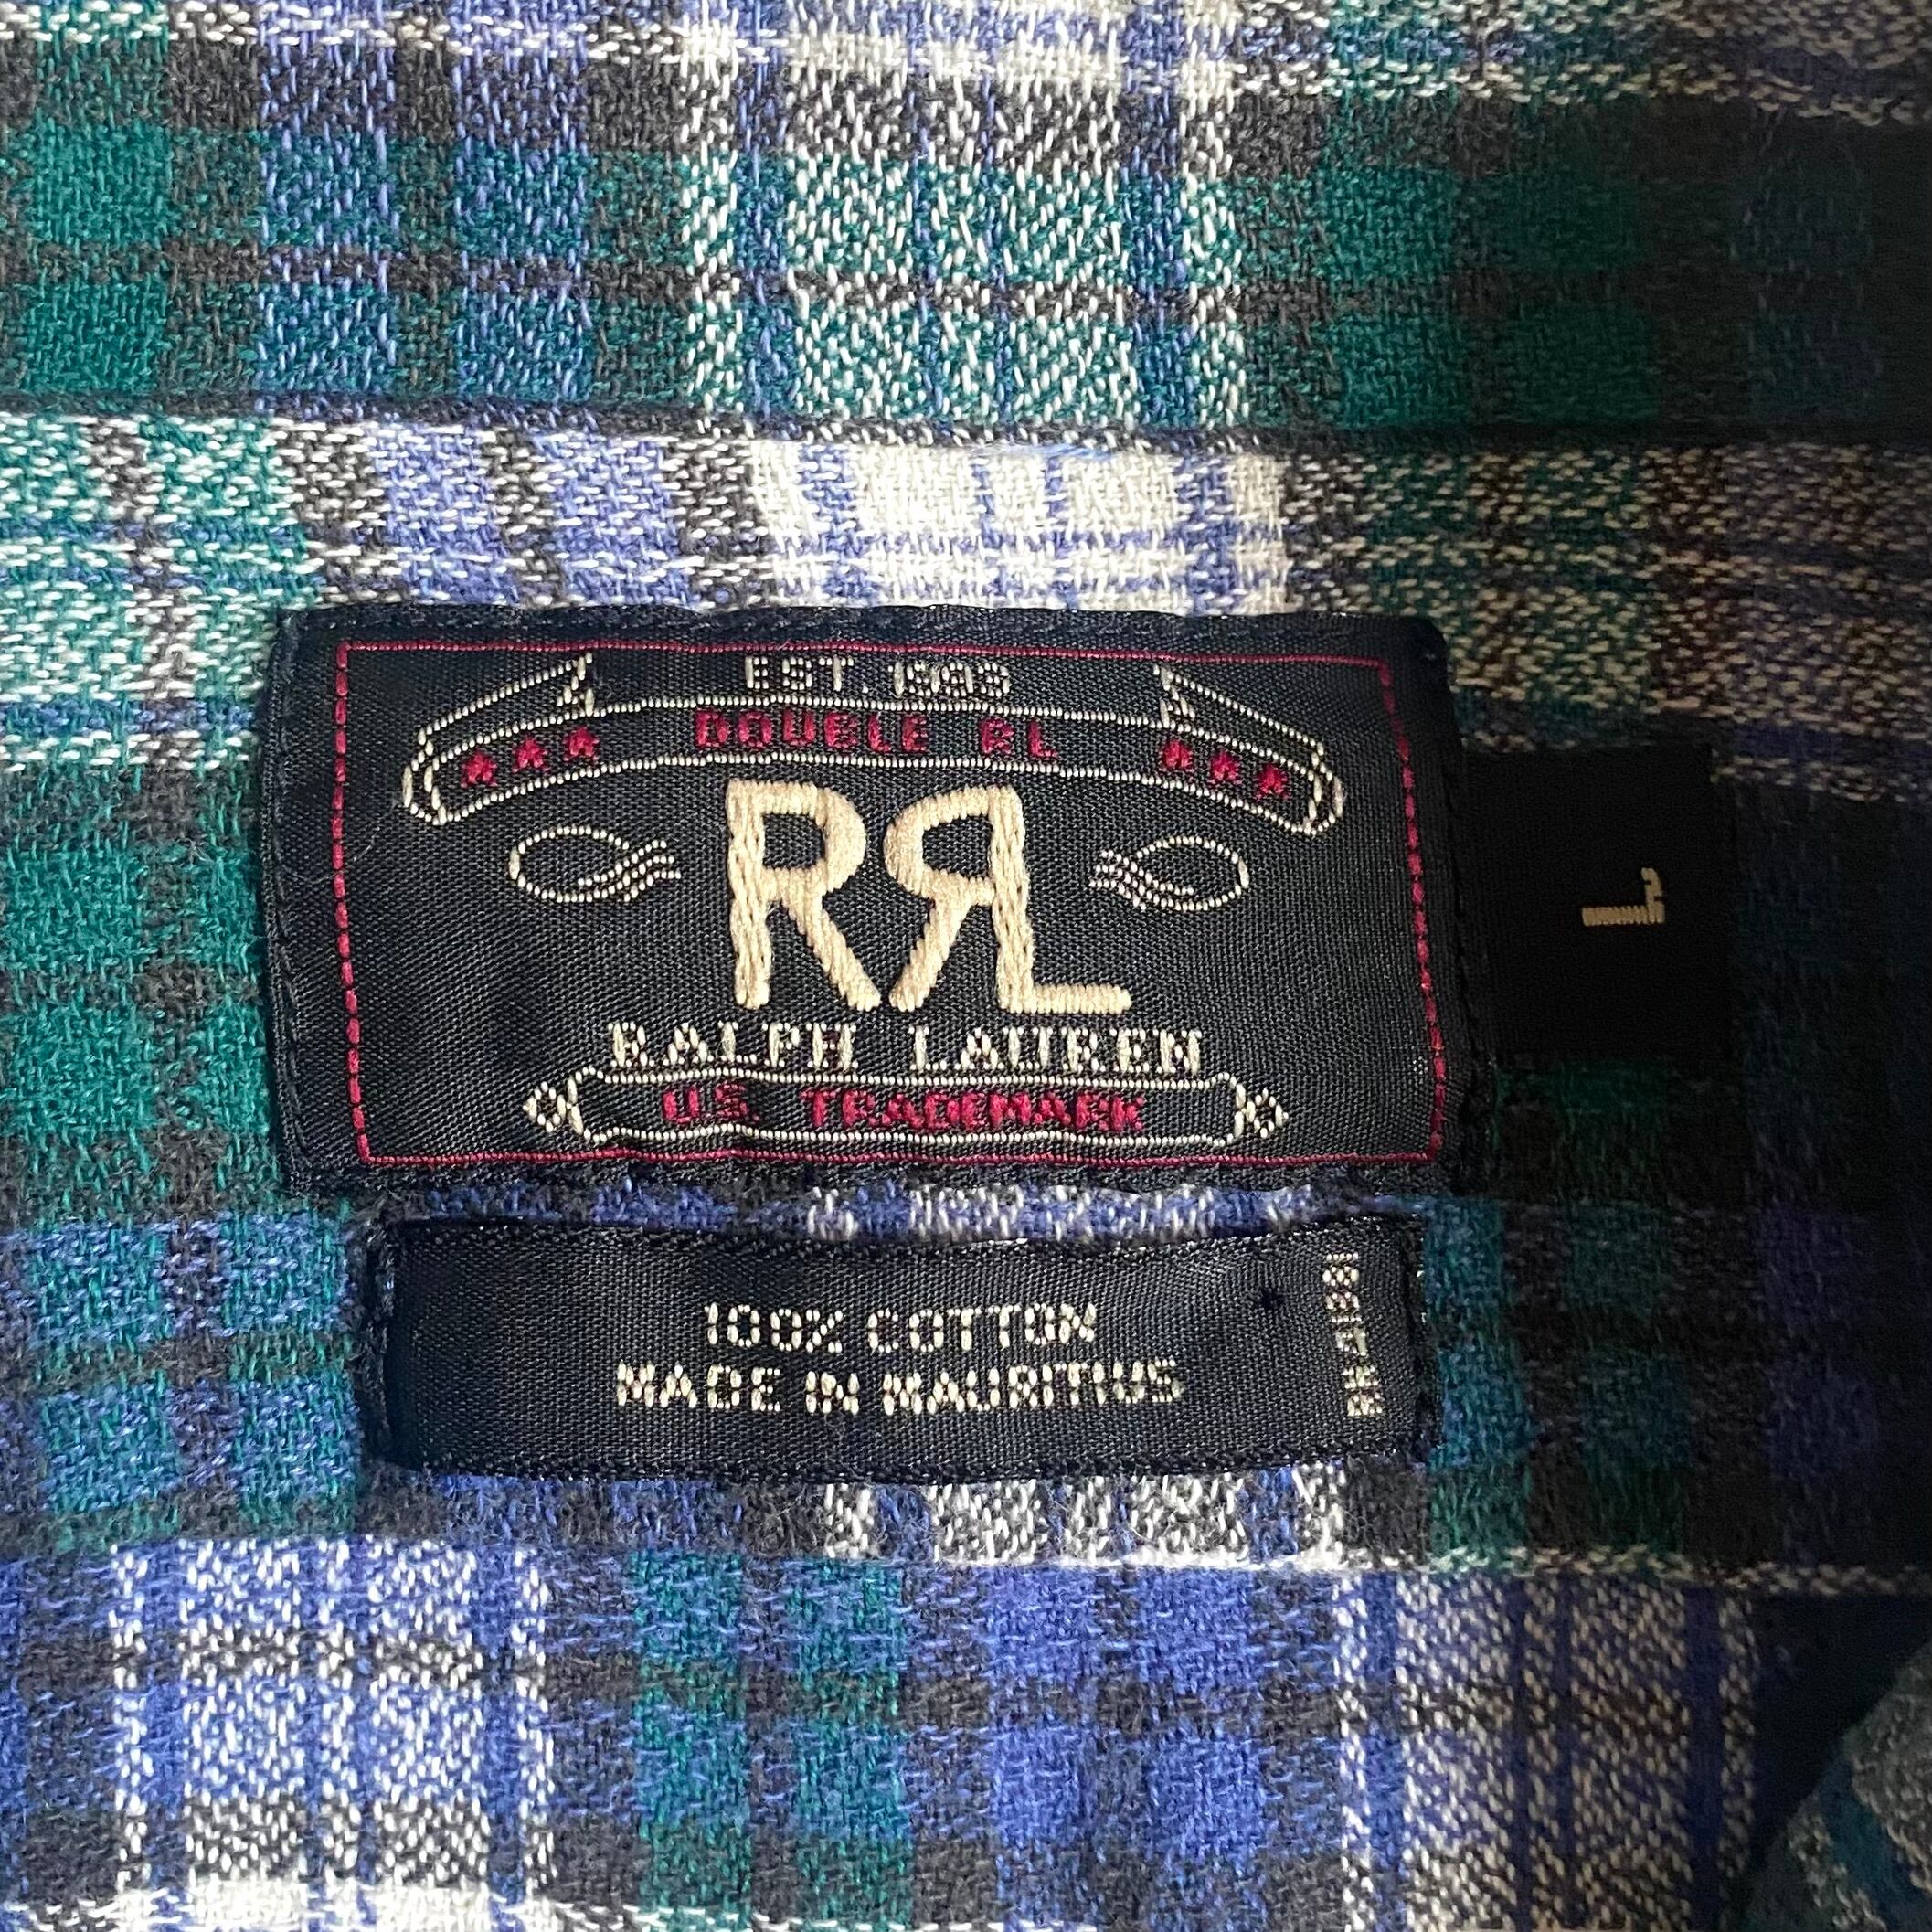 EST. 1993
DOUBLE RL
RRL
RALPH LAUREN
U.S. TRADEMARK
L
100% COTTON
MADE IN MAURITIUS